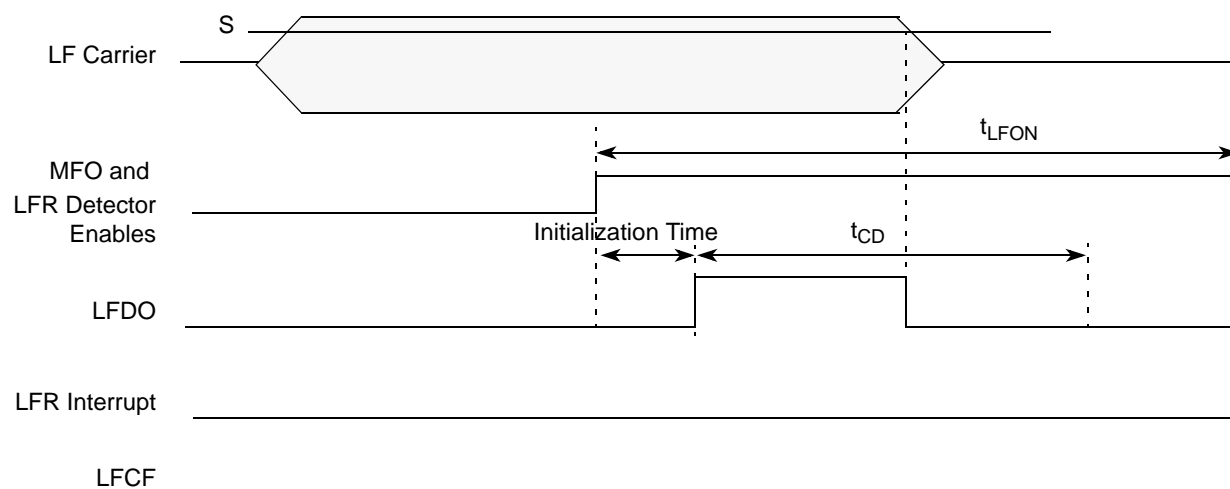 S
LF Carrier
tLFON
MFO and
LFR Detector
Enables
Initialization Time
tCD
LFDO
LFR Interrupt
LFCF